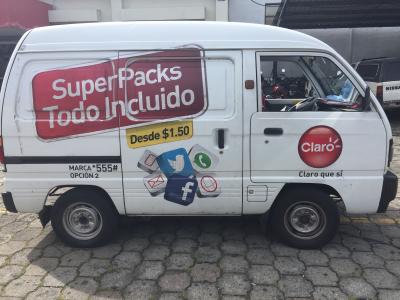 SuperPacks
Todo Incluido
Desde $1.50
MARCA *555#
OPCIÓN 2
Claro
Claro que sí